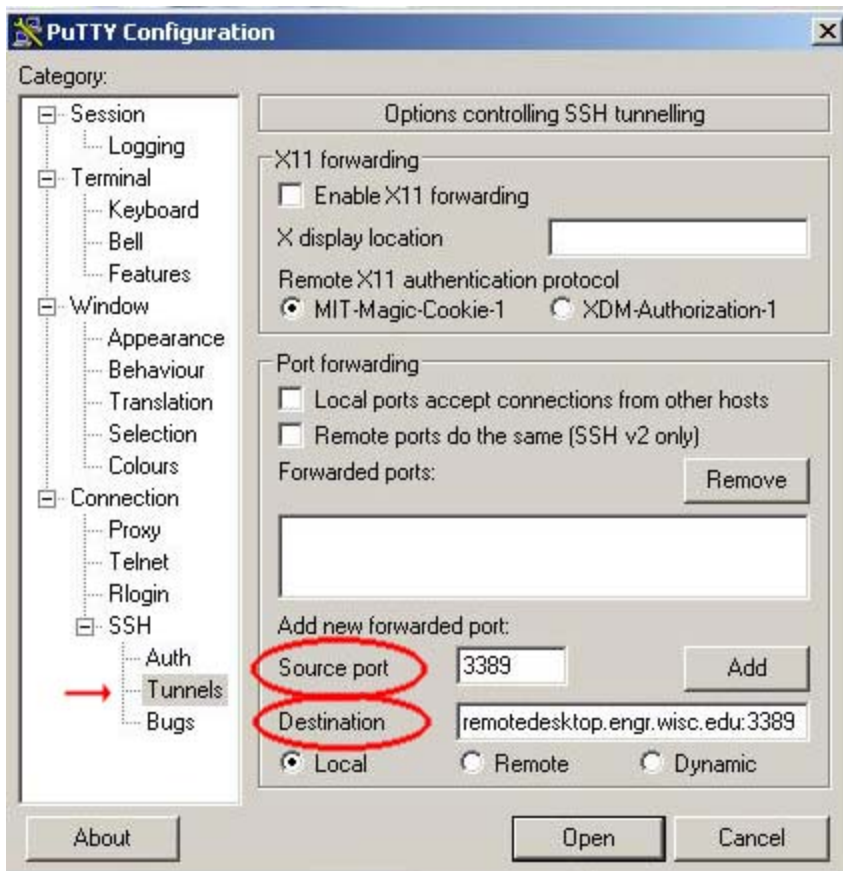 PuTTY Configuration
Category:
Session
Logging
Terminal
Keyboard
Bell
Features
Window
Appearance
Behaviour
Translation
Selection
Colours
Connection
Proxy
Telnet
Rlogin
SSH
Auth
Tunnels
Bugs
Options controlling SSH tunnelling
X11 forwarding
Enable X11 forwarding
X display location
Remote X11 authentication protocol
MIT-Magic-Cookie-1 XDM-Authorization-1
Port forwarding
Local ports accept connections from other hosts
Remote ports do the same (SSH v2 only)
Forwarded ports: Remove
Add new forwarded port:
Source port 3389 Add
Destination remotedesktop.engr.wisc.edu:3389
Local Remote Dynamic
About Open Cancel